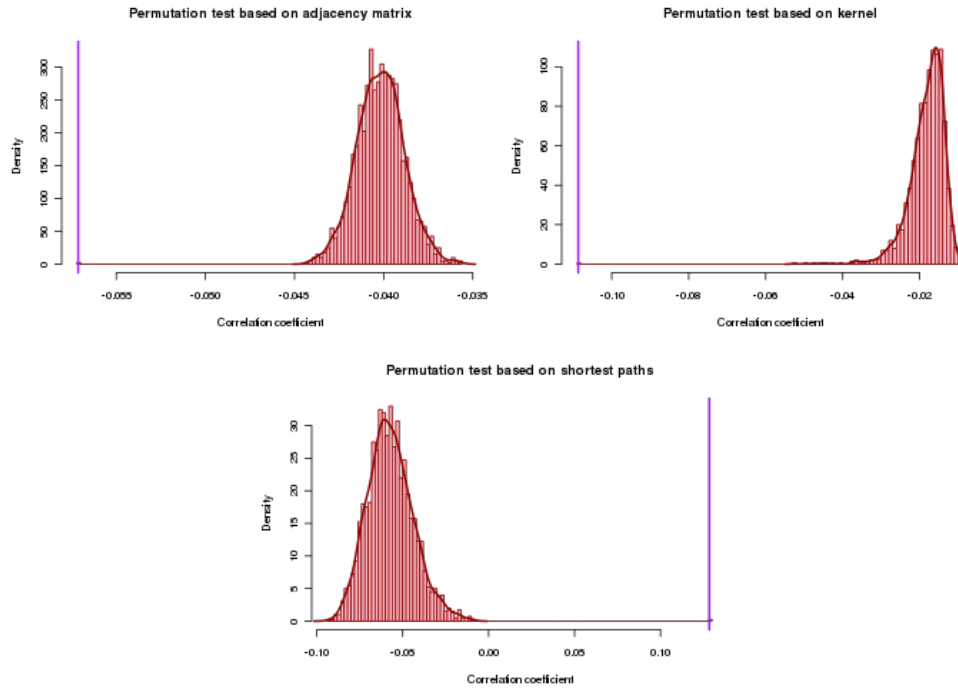 Permutation test based on adjacency matrix
Density
0 50 100 150 200 250 300
-0.055 -0.050 -0.045 -0.040 -0.035
Correlation coefficient
Permutation test based on kernel
Density
0 20 40 60 80 100
-0.10 -0.08 -0.06 -0.04 -0.02
Correlation coefficient
Permutation test based on shortest paths
Density
0 5 10 15 20 25 30
-0.10 -0.05 0.00 0.05 0.10
Correlation coefficient